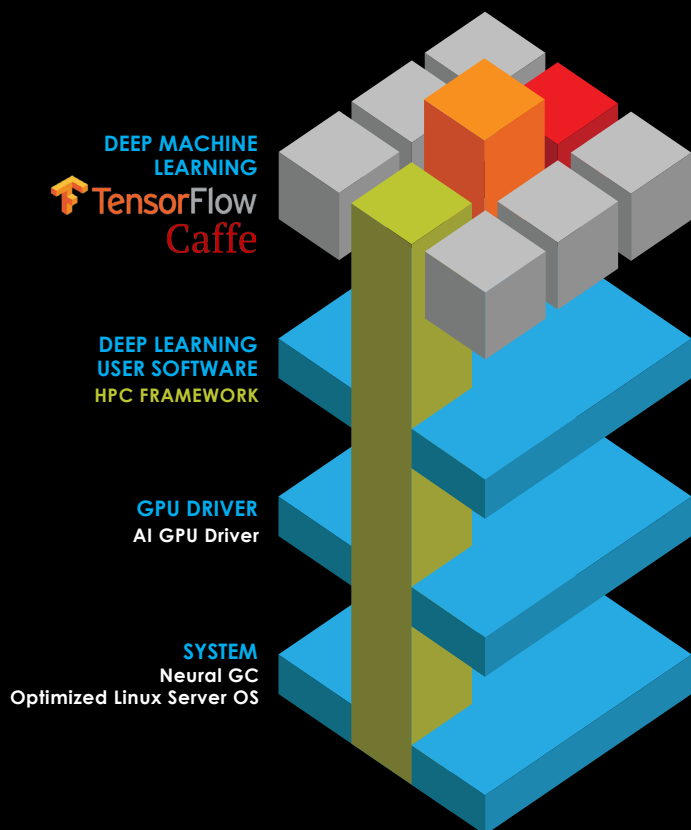 DEEP MACHINE
LEARNING
TensorFlow
Caffe
DEEP LEARNING
USER SOFTWARE
HPC FRAMEWORK
GPU DRIVER
AI GPU Driver
SYSTEM
Neural GC
Optimized Linux Server OS